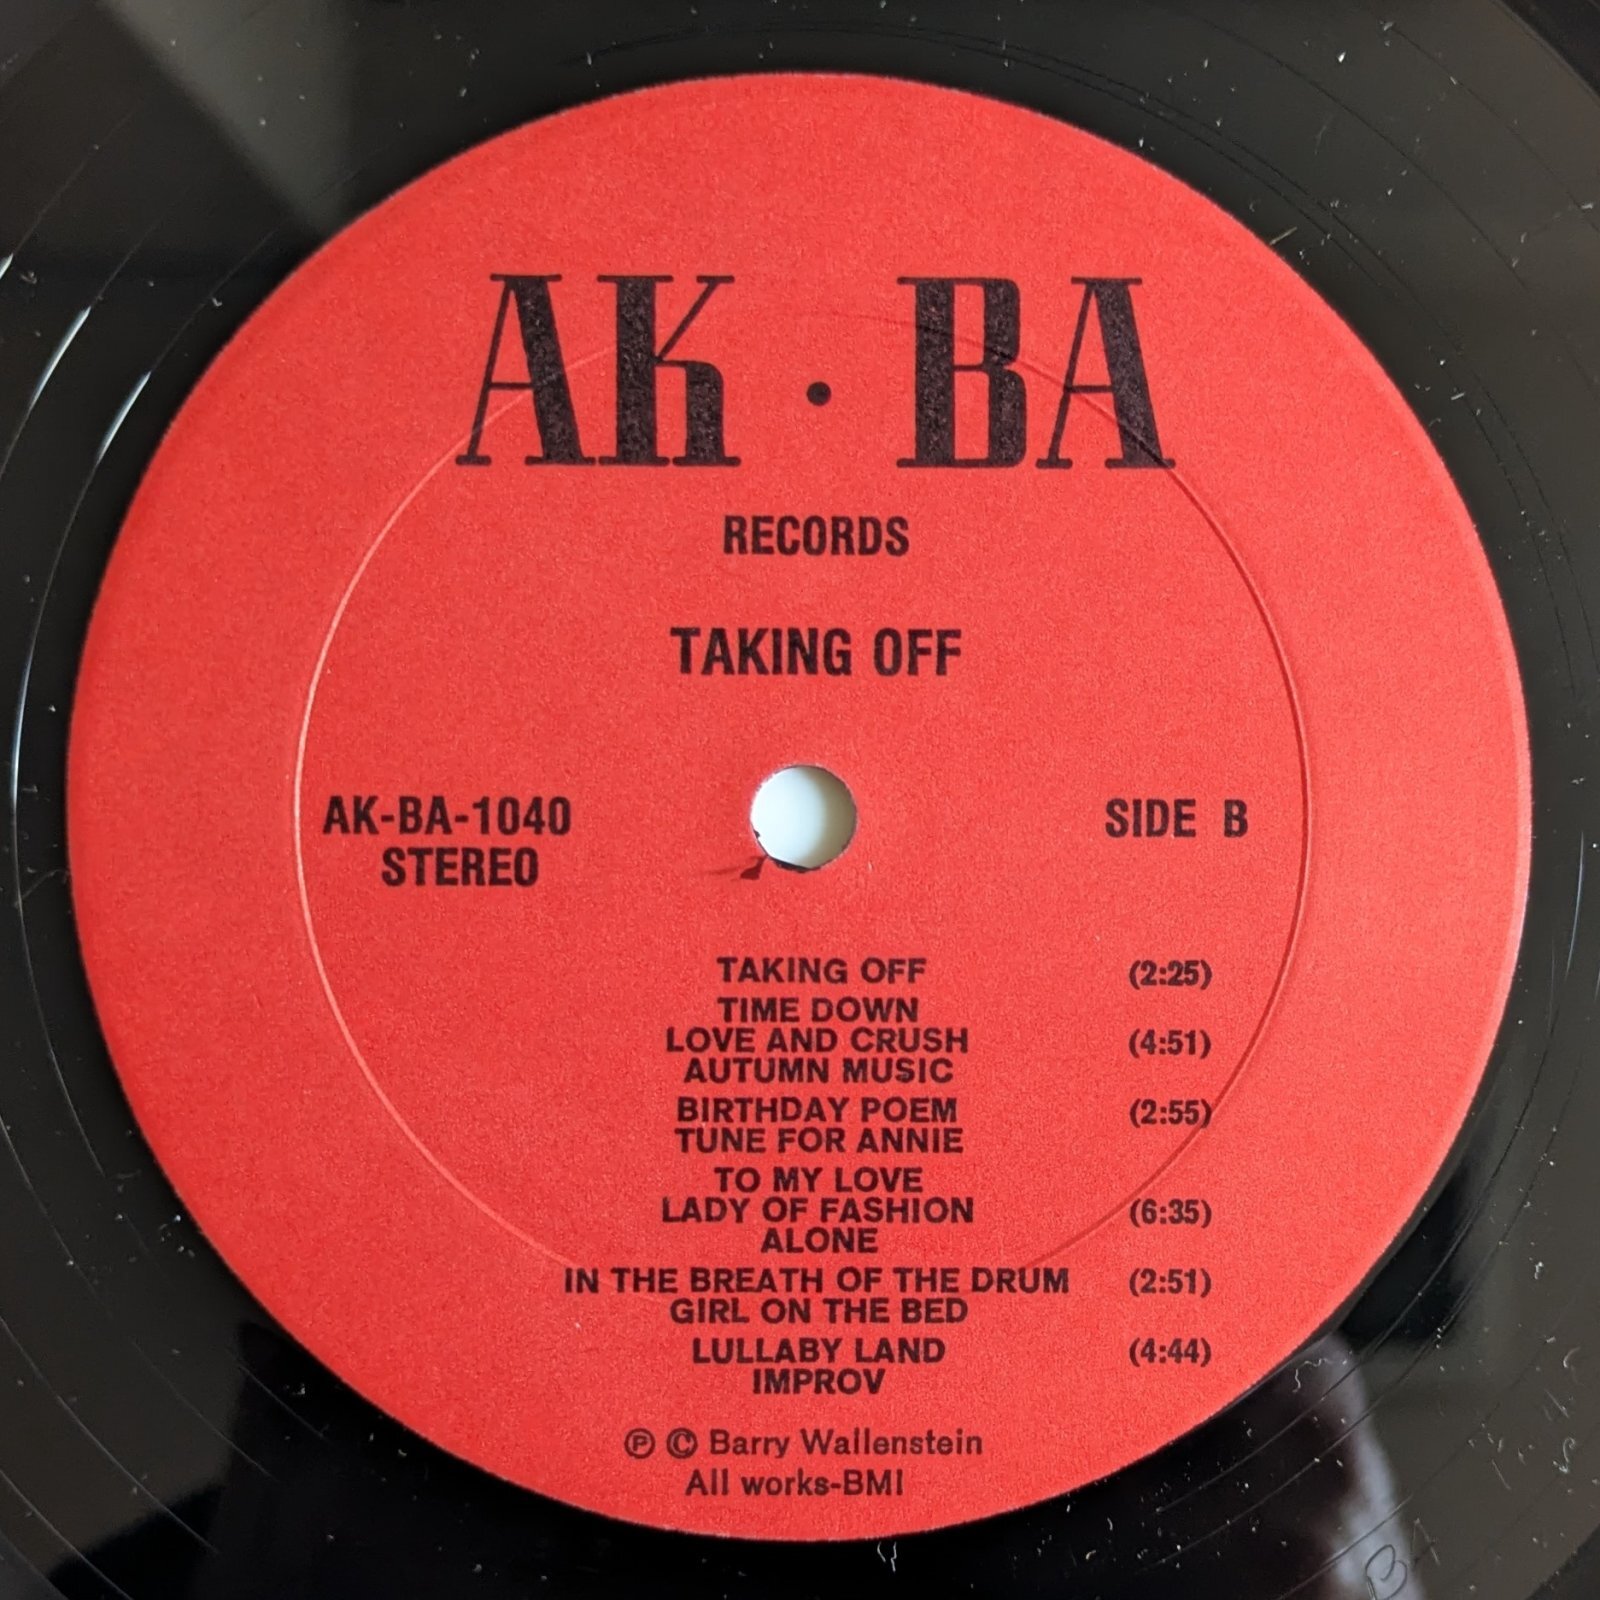 AK · BA
RECORDS
TAKING OFF
AK-BA-1040 SIDE B
STEREO
TAKING OFF (2:25)
TIME DOWN
LOVE AND CRUSH (4:51)
AUTUMN MUSIC
BIRTHDAY POEM (2:55)
TUNE FOR ANNIE
TO MY LOVE
LADY OF FASHION (6:35)
ALONE
IN THE BREATH OF THE DRUM (2:51)
GIRL ON THE BED
LULLABY LAND (4:44)
IMPROV
℗ © Barry Wallenstein
All works-BMI